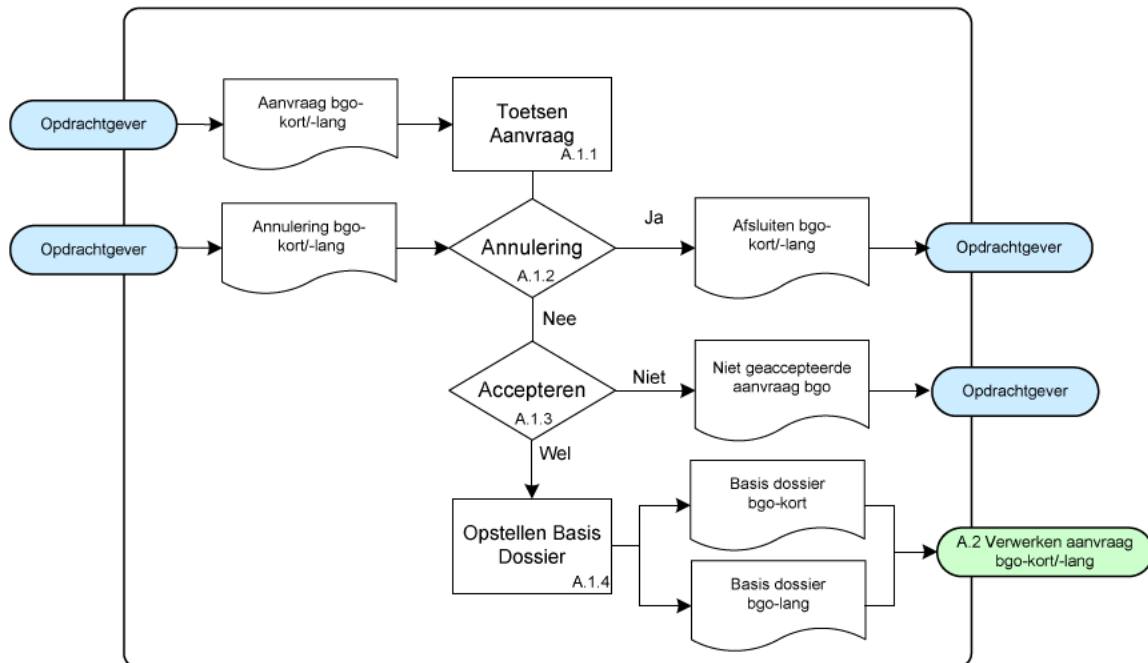 Opdrachtgever
Aanvraag bgo-
kort/-lang
Toetsen
Aanvraag
A.1.1
Opdrachtgever
Annulering bgo-
kort/-lang
Annulering
A.1.2
Ja
Afsluiten bgo-
kort/-lang
Opdrachtgever
Nee
Accepteren
A.1.3
Niet
Niet geaccepteerde
aanvraag bgo
Opdrachtgever
Wel
Opstellen Basis
Dossier
A.1.4
Basis dossier
bgo-kort
Basis dossier
bgo-lang
A.2 Verwerken aanvraag
bgo-kort/-lang